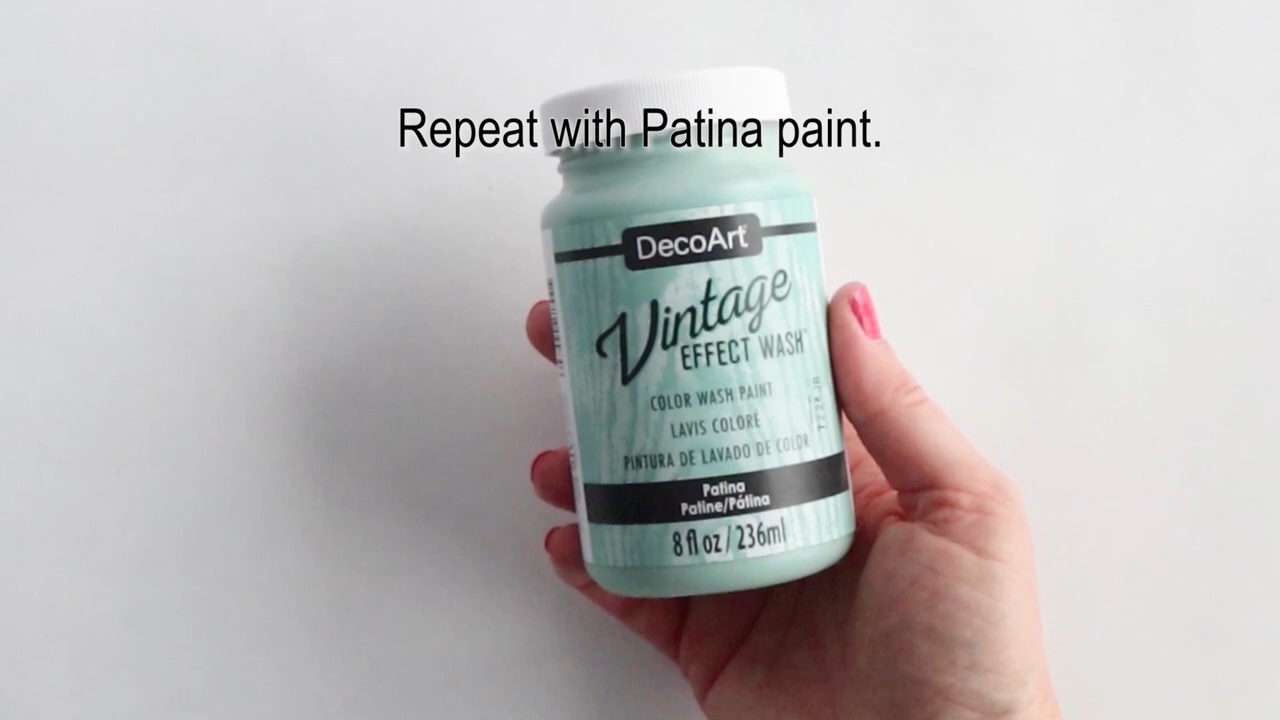 Repeat with Patina paint.
DecoArt
Vintage
EFFECT WASH™
COLOR WASH PAINT
LAVIS COLORÉ
PINTURA DE LAVADO DE COLOR
Patina
Patine/Pátina
8 fl oz / 236ml